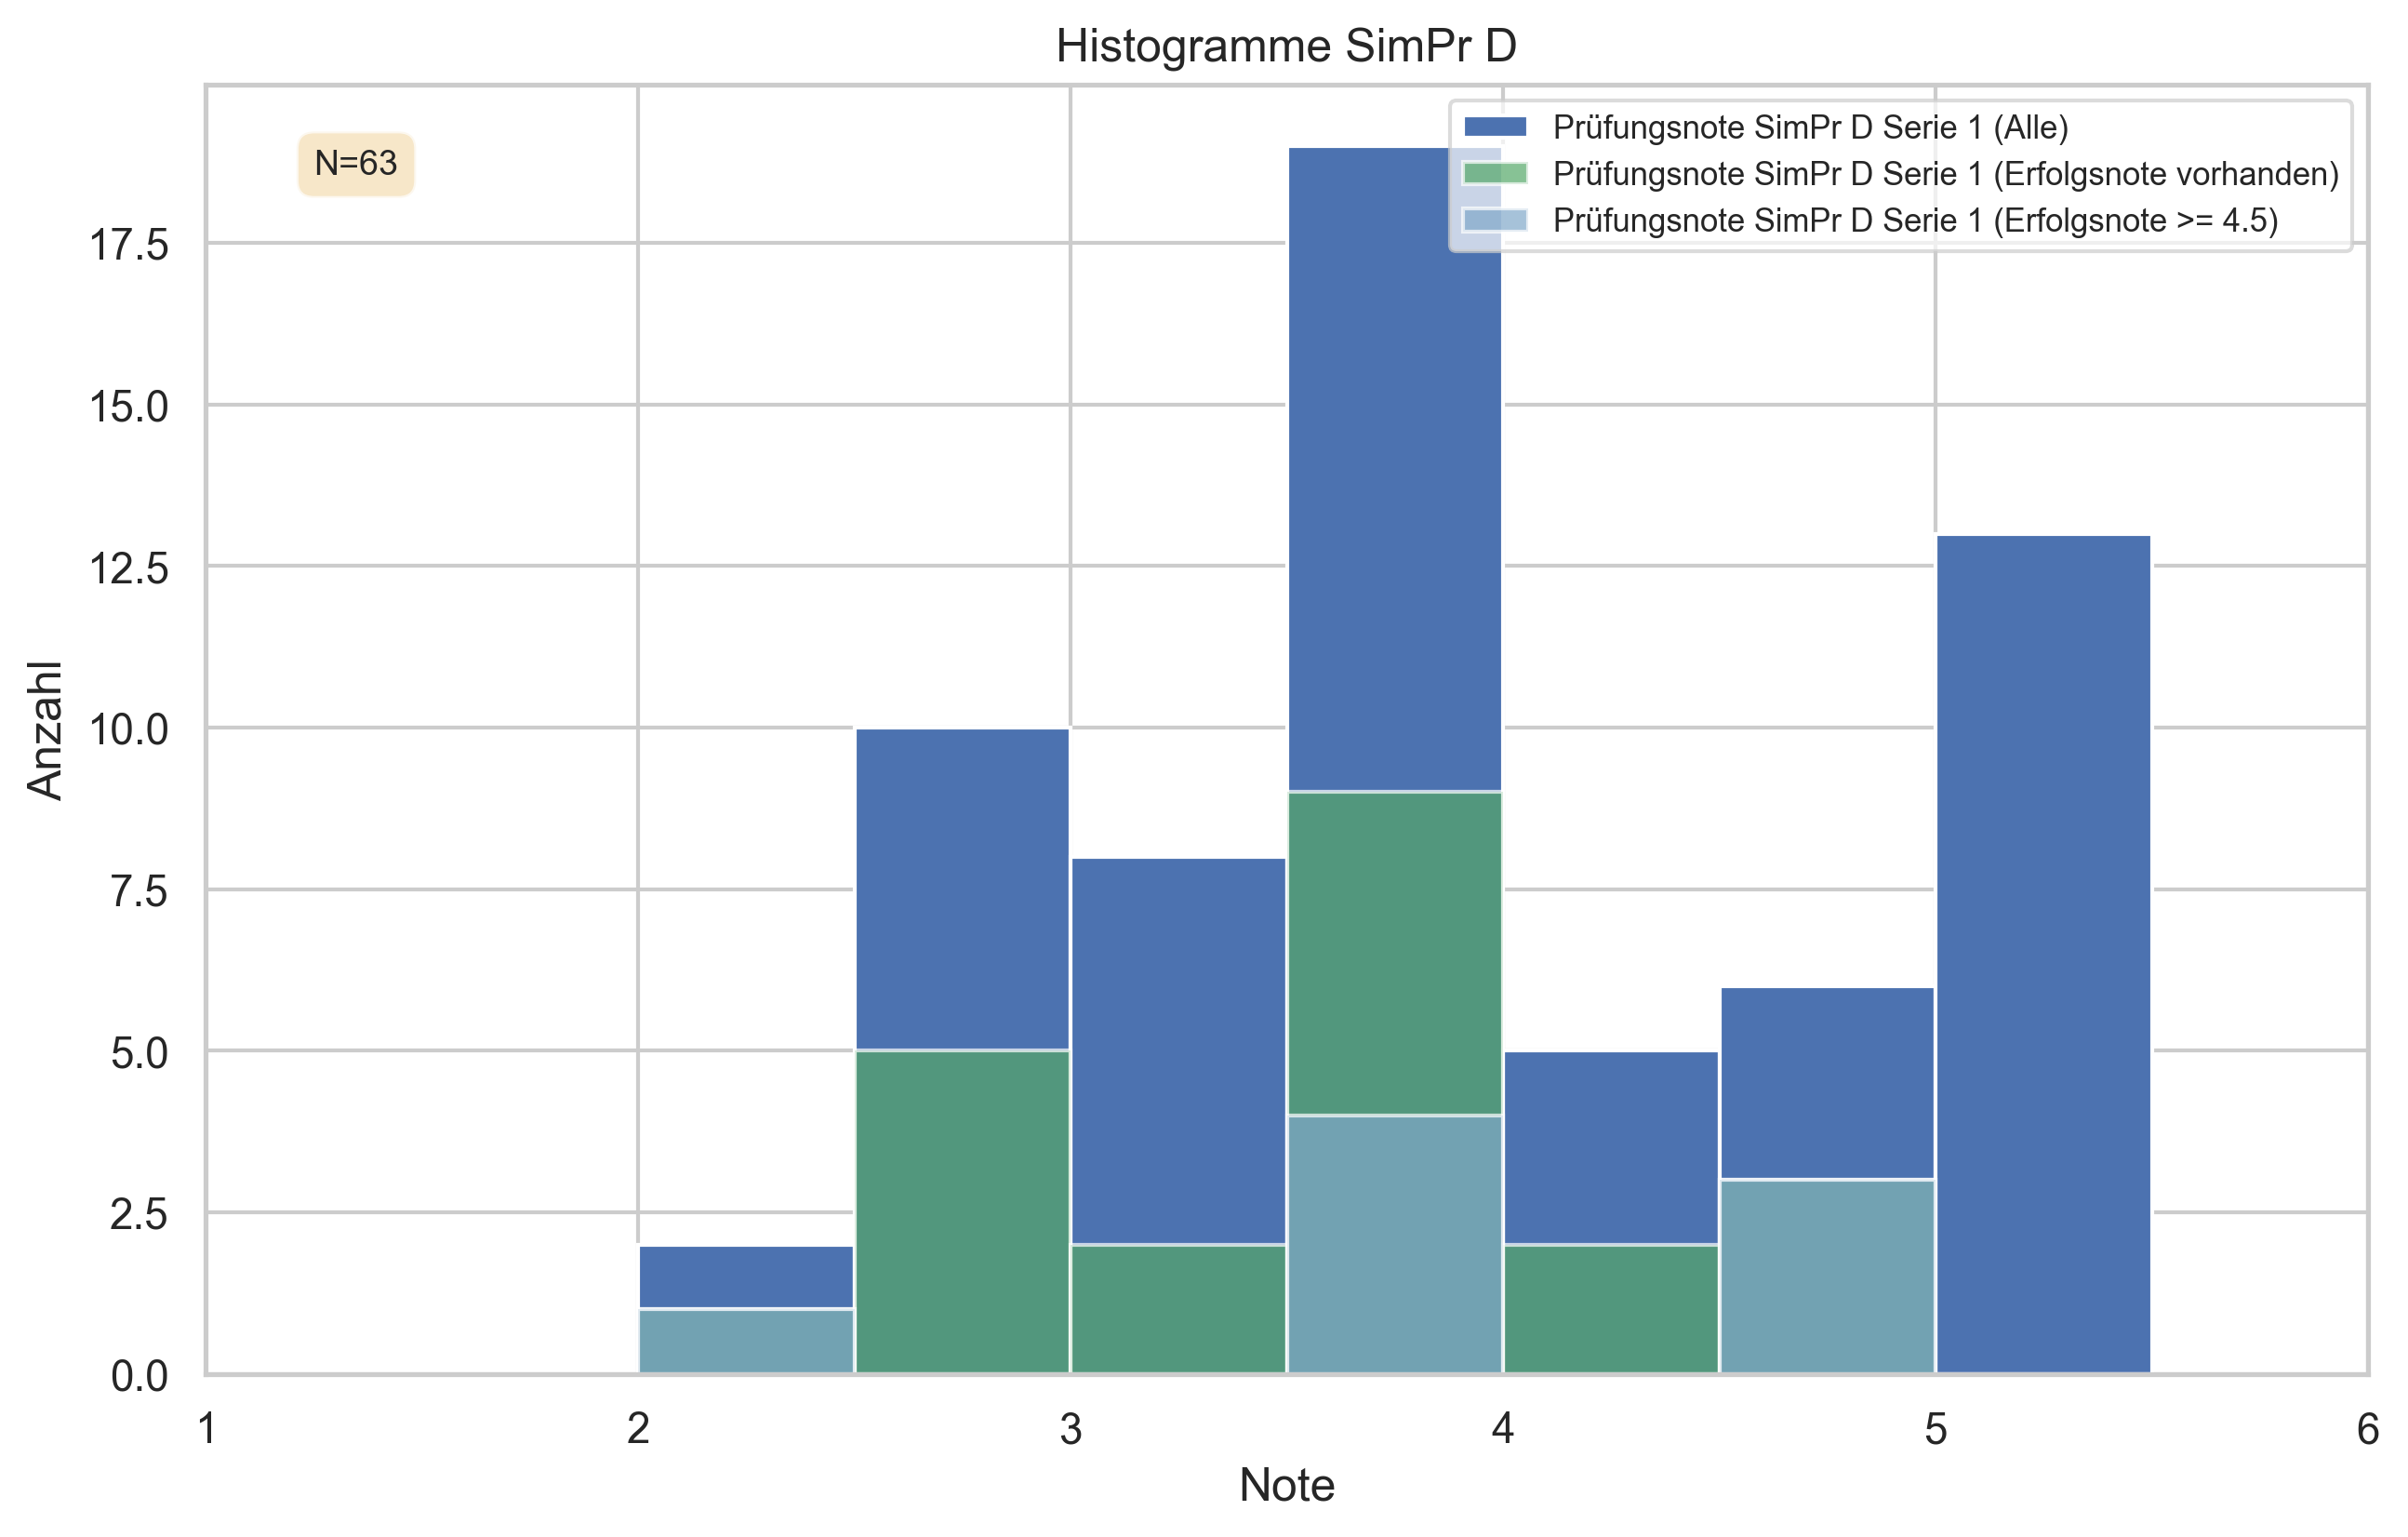 Histogramme SimPr D
N=63
Prüfungsnote SimPr D Serie 1 (Alle)
Prüfungsnote SimPr D Serie 1 (Erfolgsnote vorhanden)
Prüfungsnote SimPr D Serie 1 (Erfolgsnote >= 4.5)
17.5
15.0
12.5
10.0
7.5
5.0
2.5
0.0
Anzahl
1 2 3 4 5 6
Note